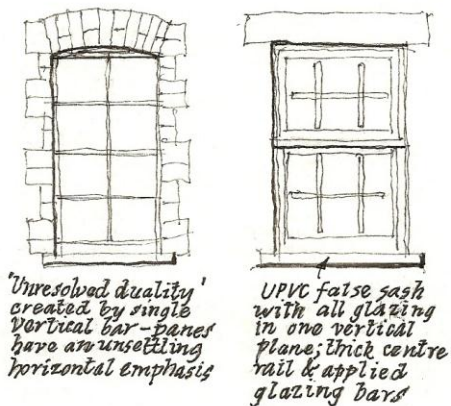 'Unresolved duality'
created by single
vertical bar-panes
have an unsettling
horizontal emphasis
UPVC false sash
with all glazing
in one vertical
plane; thick centre
rail & applied
glazing bars